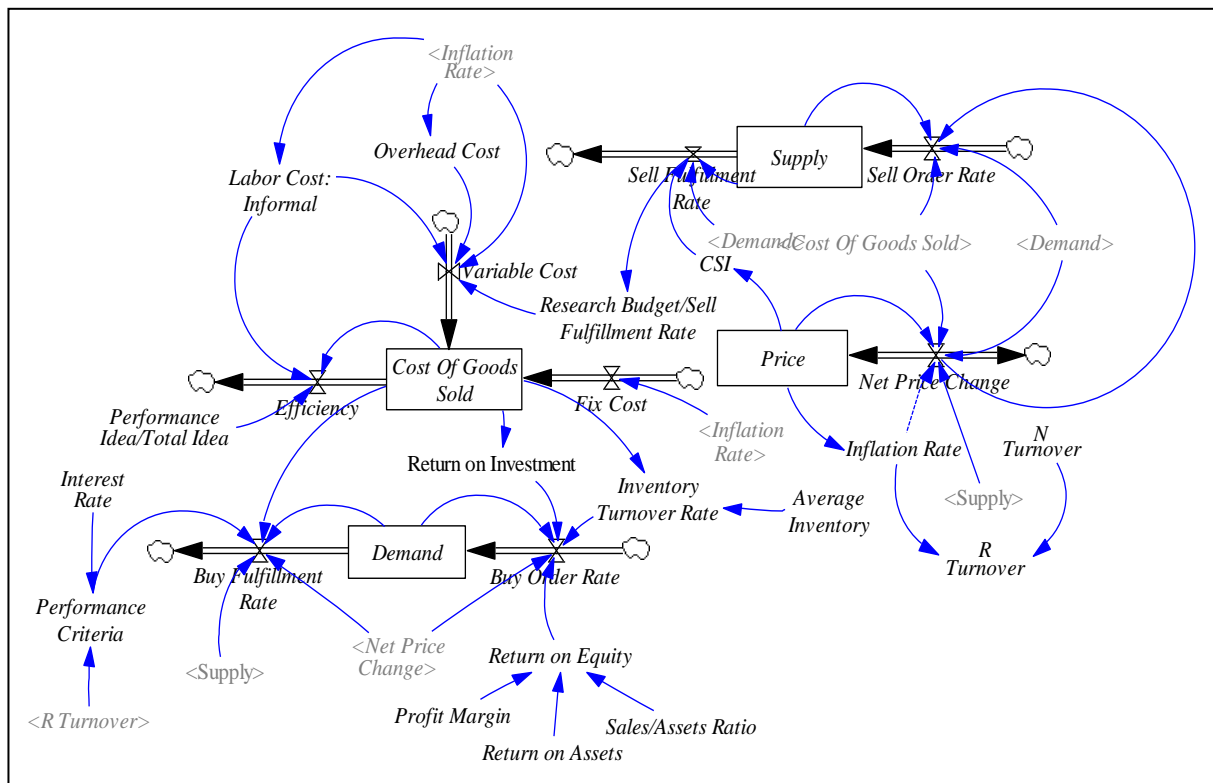 <Inflation
Rate>
Overhead Cost
Labor Cost:
Informal
Variable Cost
Supply
Sell Fulfilment
Rate
Sell Order Rate
<Demand>
<Cost Of Goods Sold>
<Demand>
CSI
Research Budget/Sell
Fulfillment Rate
Price
Net Price Change
Cost Of Goods
Sold
Efficiency
Fix Cost
Performance
Idea/Total Idea
<Inflation
Rate>
Inflation Rate
N
Turnover
<Supply>
R
Turnover
Return on Investment
Inventory
Turnover Rate
Average
Inventory
Interest
Rate
Demand
Buy Fulfillment
Rate
Buy Order Rate
Performance
Criteria
<Supply>
<Net Price
Change>
Return on Equity
<R Turnover>
Profit Margin
Return on Assets
Sales/Assets Ratio